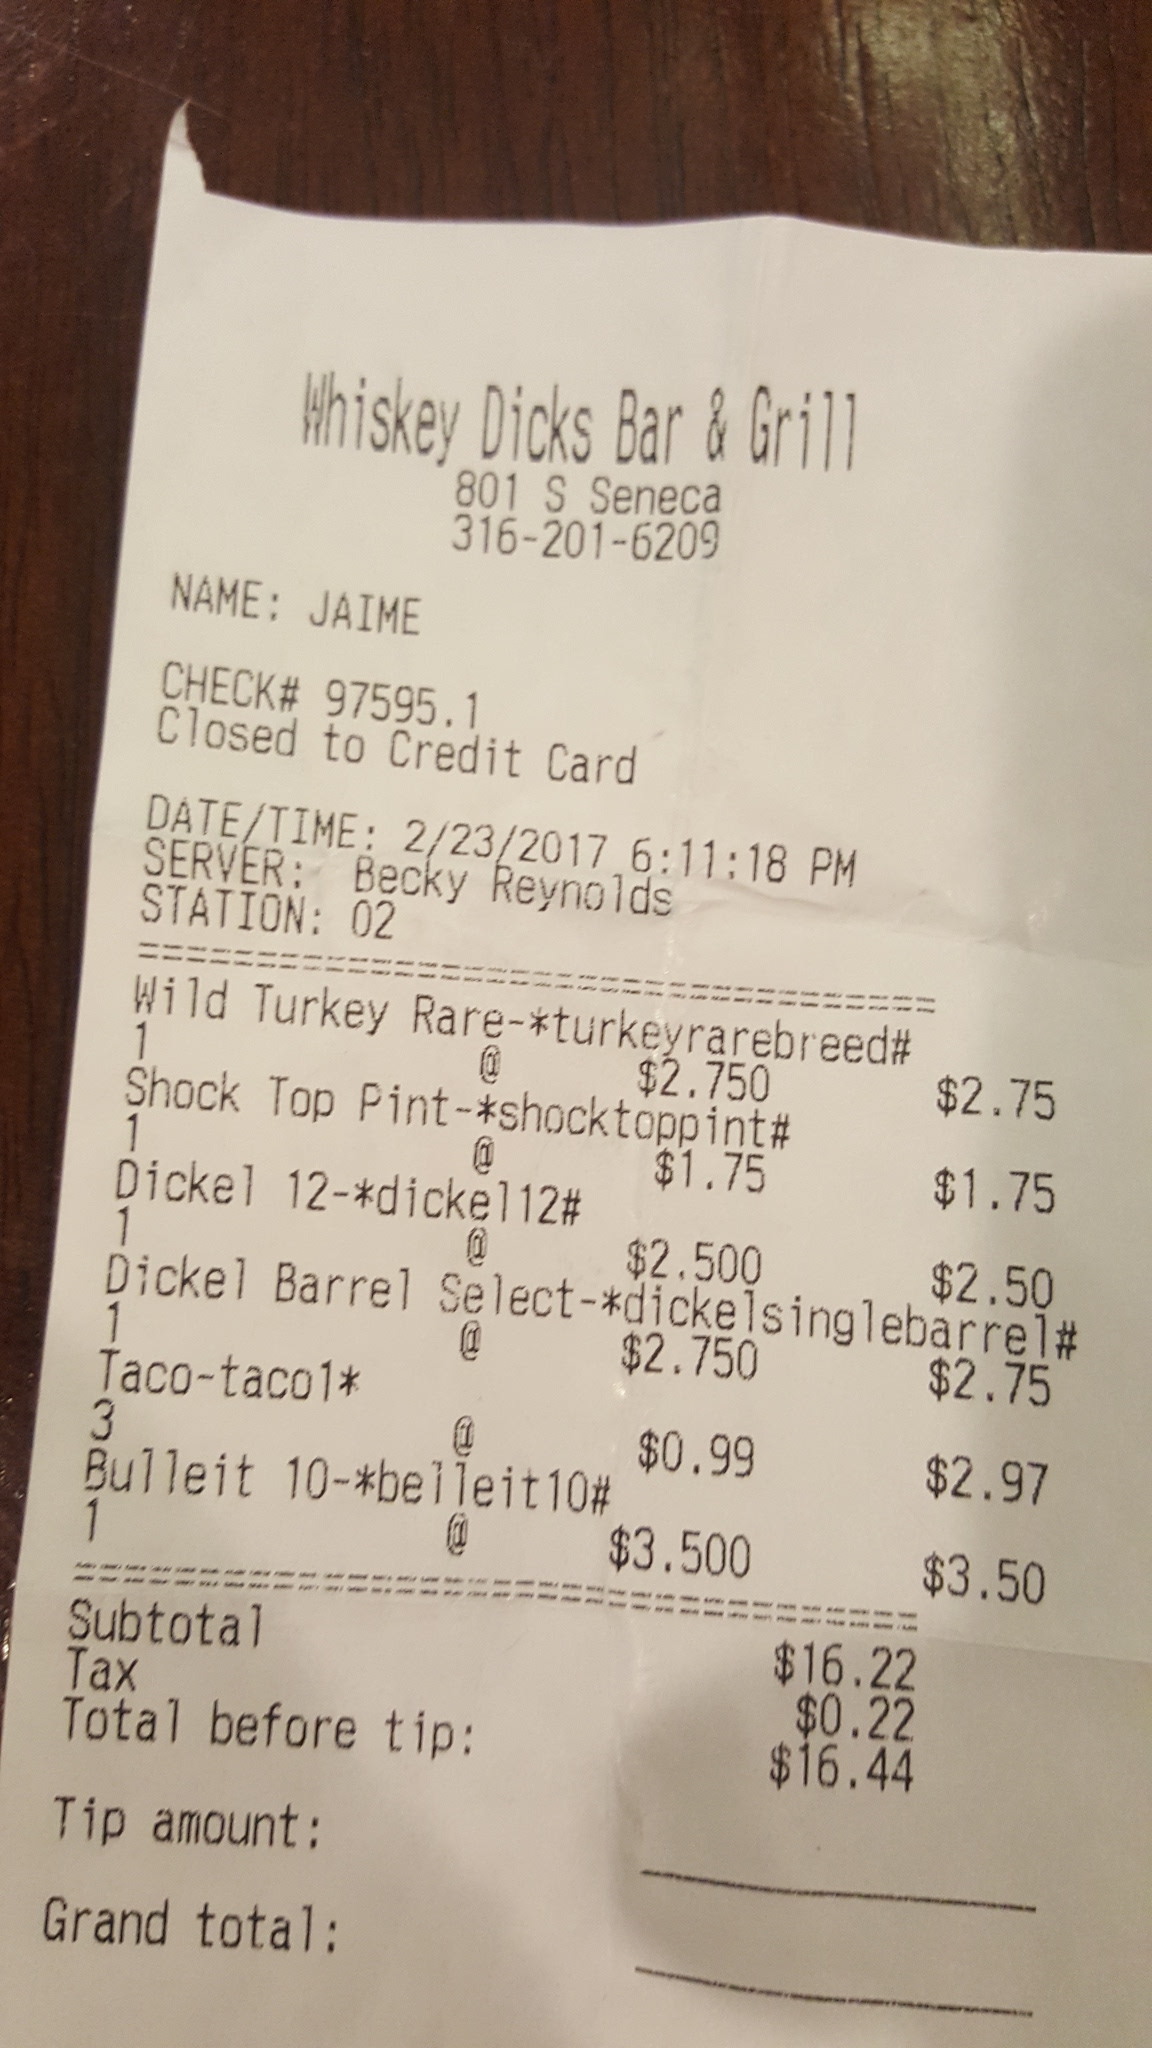 Whiskey Dicks Bar & Grill
801 S Seneca
316-201-6209
NAME: JAIME
CHECK# 97595.1
Closed to Credit Card
DATE/TIME: 2/23/2017 6:11:18 PM
SERVER: Becky Reynolds
STATION: 02
Wild Turkey Rare-*turkeyrarebreed#
1 @ $2.750 $2.75
Shock Top Pint-*shocktoppint#
1 @ $1.75 $1.75
Dickel 12-*dickel12#
1 @ $2.500 $2.50
Dickel Barrel Select-*dickelsinglebarrel#
1 @ $2.750 $2.75
Taco-taco1*
3 @ $0.99 $2.97
Bulleit 10-*belleit10#
1 @ $3.500 $3.50
Subtotal $16.22
Tax $0.22
Total before tip: $16.44
Tip amount:
Grand total: